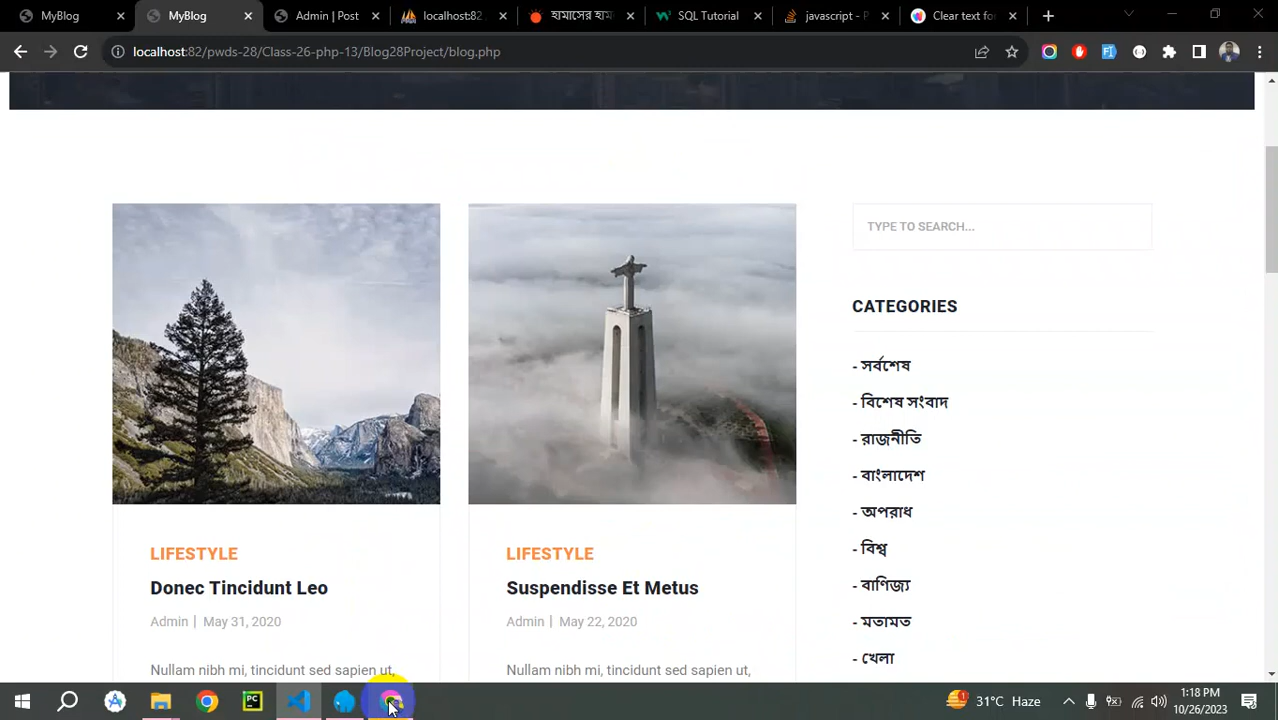 MyBlog
MyBlog
Admin | Post
localhost:82
হামাসের হাম
SQL Tutorial
javascript - P
Clear text fo
localhost:82/pwds-28/Class-26-php-13/Blog28Project/blog.php
TYPE TO SEARCH...
CATEGORIES
- সর্বশেষ
- বিশেষ সংবাদ
- রাজনীতি
- বাংলাদেশ
- অপরাধ
- বিশ্ব
- বাণিজ্য
- মতামত
- খেলা
LIFESTYLE
Donec Tincidunt Leo
Admin | May 31, 2020
Nullam nibh mi, tincidunt sed sapien ut,
LIFESTYLE
Suspendisse Et Metus
Admin | May 22, 2020
Nullam nibh mi, tincidunt sed sapien ut,
PC
1
31°C Haze
1:18 PM
10/26/2023